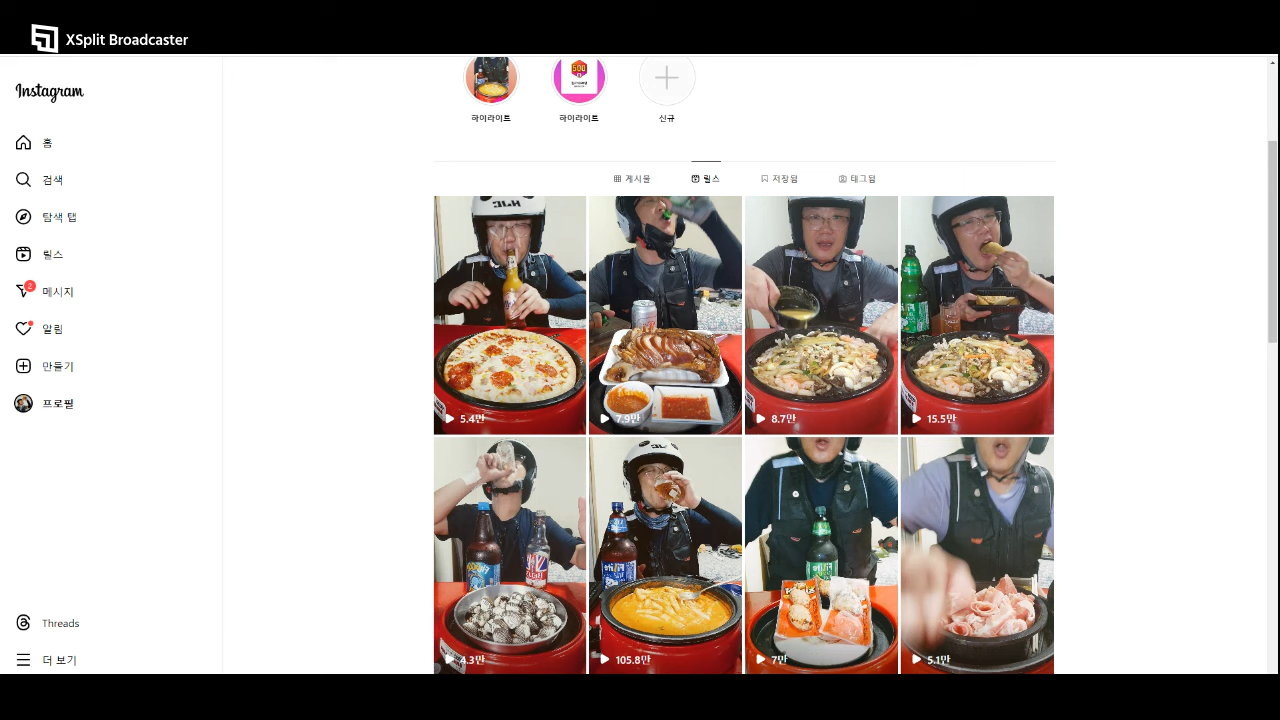 XSplit Broadcaster
Instagram
500
하이라이트
하이라이트
신규
홈
검색
탐색 탭
릴스
2
메시지
알림
만들기
프로필
Threads
더 보기
게시물
릴스
저장됨
태그됨
5.4만
7.9만
8.7만
15.5만
4.3만
105.8만
7만
5.1만